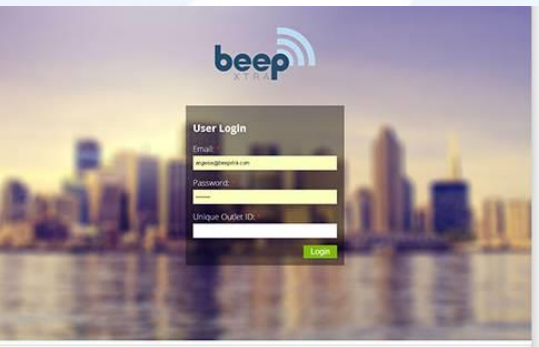 beep
XTRA
User Login
Email:
Password:
Unique Outlet ID:
Login